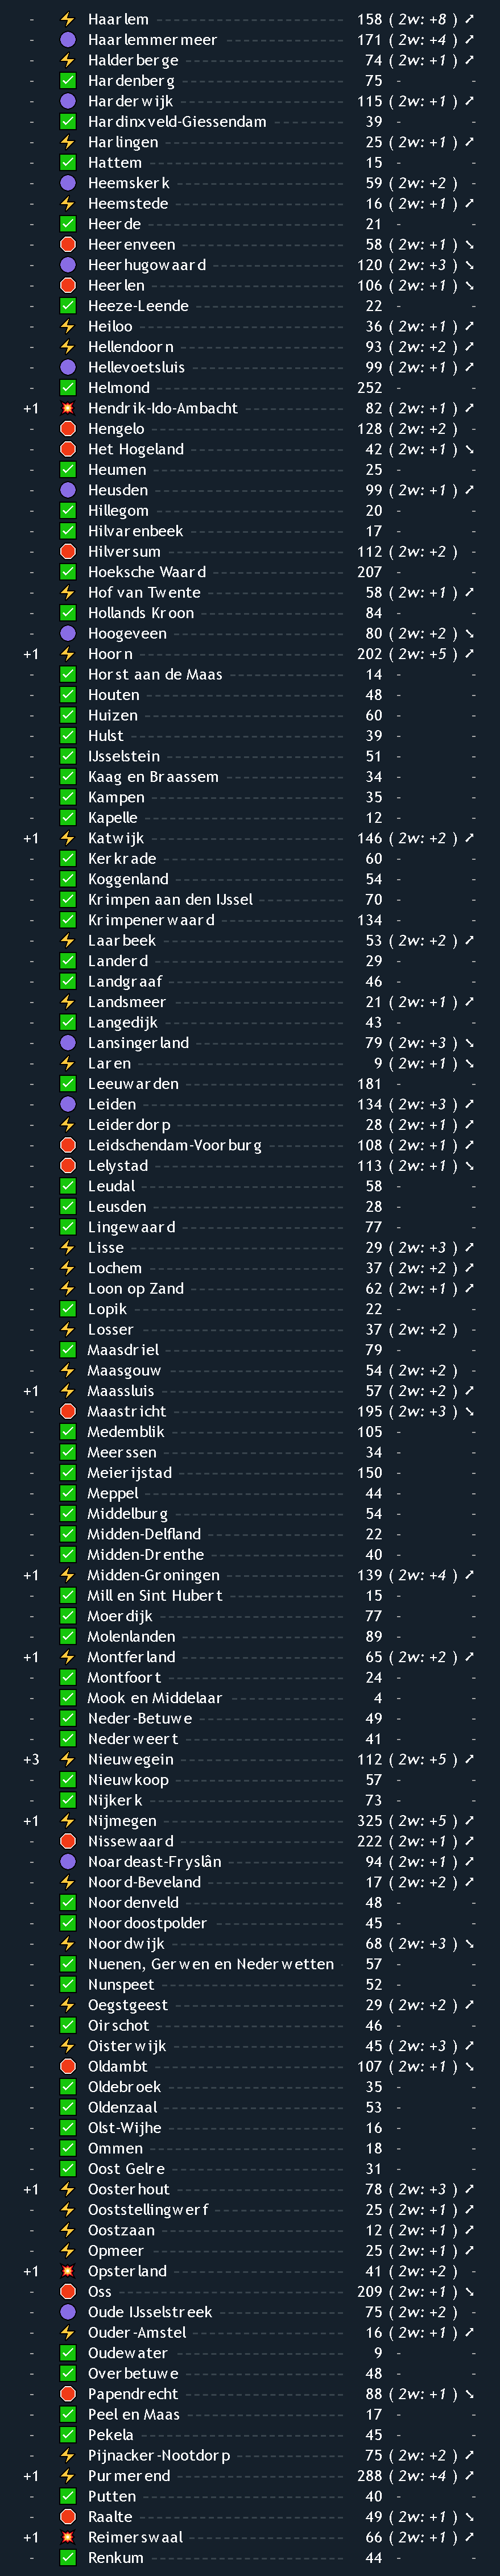 - ⚡ Haarlem 158 ( 2w: +8 ) ↗
- 🟣 Haarlemmermeer 171 ( 2w: +4 ) ↗
- ⚡ Halderberge 74 ( 2w: +1 ) ↗
- ✅ Hardenberg 75 - -
- 🟣 Harderwijk 115 ( 2w: +1 ) ↗
- ✅ Hardinxveld-Giessendam 39 - -
- ⚡ Harlingen 25 ( 2w: +1 ) ↗
- ✅ Hattem 15 - -
- 🟣 Heemskerk 59 ( 2w: +2 ) -
- ⚡ Heemstede 16 ( 2w: +1 ) ↗
- ✅ Heerde 21 - -
- 🛑 Heerenveen 58 ( 2w: +1 ) ↘
- 🟣 Heerhugowaard 120 ( 2w: +3 ) ↘
- 🛑 Heerlen 106 ( 2w: +1 ) ↘
- ✅ Heeze-Leende 22 - -
- ⚡ Heiloo 36 ( 2w: +1 ) ↗
- ⚡ Hellendoorn 93 ( 2w: +2 ) ↗
- 🟣 Hellevoetsluis 99 ( 2w: +1 ) ↗
- ✅ Helmond 252 - -
+1 💥 Hendrik-Ido-Ambacht 82 ( 2w: +1 ) ↗
- 🛑 Hengelo 128 ( 2w: +2 ) -
- 🛑 Het Hogeland 42 ( 2w: +1 ) ↘
- ✅ Heumen 25 - -
- 🟣 Heusden 99 ( 2w: +1 ) ↗
- ✅ Hillegom 20 - -
- ✅ Hilvarenbeek 17 - -
- 🛑 Hilversum 112 ( 2w: +2 ) -
- ✅ Hoeksche Waard 207 - -
- ⚡ Hof van Twente 58 ( 2w: +1 ) ↗
- ✅ Hollands Kroon 84 - -
- 🟣 Hoogeveen 80 ( 2w: +2 ) ↘
+1 ⚡ Hoorn 202 ( 2w: +5 ) ↗
- ✅ Horst aan de Maas 14 - -
- ✅ Houten 48 - -
- ✅ Huizen 60 - -
- ✅ Hulst 39 - -
- ✅ IJsselstein 51 - -
- ✅ Kaag en Braassem 34 - -
- ✅ Kampen 35 - -
- ✅ Kapelle 12 - -
+1 ⚡ Katwijk 146 ( 2w: +2 ) ↗
- ✅ Kerkrade 60 - -
- ✅ Koggenland 54 - -
- ✅ Krimpen aan den IJssel 70 - -
- ✅ Krimpenerwaard 134 - -
- ⚡ Laarbeek 53 ( 2w: +2 ) ↗
- ✅ Landerd 29 - -
- ✅ Landgraaf 46 - -
- ⚡ Landsmeer 21 ( 2w: +1 ) ↗
- ✅ Langedijk 43 - -
- 🟣 Lansingerland 79 ( 2w: +3 ) ↘
- ⚡ Laren 9 ( 2w: +1 ) ↘
- ✅ Leeuwarden 181 - -
- 🟣 Leiden 134 ( 2w: +3 ) ↗
- ⚡ Leiderdorp 28 ( 2w: +1 ) ↗
- 🛑 Leidschendam-Voorburg 108 ( 2w: +1 ) ↗
- 🛑 Lelystad 113 ( 2w: +1 ) ↘
- ✅ Leudal 58 - -
- ✅ Leusden 28 - -
- ✅ Lingewaard 77 - -
- ⚡ Lisse 29 ( 2w: +3 ) ↗
- ⚡ Lochem 37 ( 2w: +2 ) ↗
- ⚡ Loon op Zand 62 ( 2w: +1 ) ↗
- ✅ Lopik 22 - -
- ⚡ Losser 37 ( 2w: +2 ) -
- ✅ Maasdriel 79 - -
- ⚡ Maasgouw 54 ( 2w: +2 ) -
+1 ⚡ Maassluis 57 ( 2w: +2 ) ↗
- 🛑 Maastricht 195 ( 2w: +3 ) ↘
- ✅ Medemblik 105 - -
- ✅ Meerssen 34 - -
- ✅ Meierijstad 150 - -
- ✅ Meppel 44 - -
- ✅ Middelburg 54 - -
- ✅ Midden-Delfland 22 - -
- ✅ Midden-Drenthe 40 - -
+1 ⚡ Midden-Groningen 139 ( 2w: +4 ) ↗
- ✅ Mill en Sint Hubert 15 - -
- ✅ Moerdijk 77 - -
- ✅ Molenlanden 89 - -
+1 ⚡ Montferland 65 ( 2w: +2 ) ↗
- ✅ Montfoort 24 - -
- ✅ Mook en Middelaar 4 - -
- ✅ Neder-Betuwe 49 - -
- ✅ Nederweert 41 - -
+3 ⚡ Nieuwegein 112 ( 2w: +5 ) ↗
- ✅ Nieuwkoop 57 - -
- ✅ Nijkerk 73 - -
+1 ⚡ Nijmegen 325 ( 2w: +5 ) ↗
- 🛑 Nissewaard 222 ( 2w: +1 ) ↗
- 🟣 Noardeast-Fryslân 94 ( 2w: +1 ) ↗
- ⚡ Noord-Beveland 17 ( 2w: +2 ) ↗
- ✅ Noordenveld 48 - -
- ✅ Noordoostpolder 45 - -
- ⚡ Noordwijk 68 ( 2w: +3 ) ↘
- ✅ Nuenen, Gerwen en Nederwetten 57 - -
- ✅ Nunspeet 52 - -
- ⚡ Oegstgeest 29 ( 2w: +2 ) ↗
- ✅ Oirschot 46 - -
- ⚡ Oisterwijk 45 ( 2w: +3 ) ↗
- 🛑 Oldambt 107 ( 2w: +1 ) ↘
- ✅ Oldebroek 35 - -
- ✅ Oldenzaal 53 - -
- ✅ Olst-Wijhe 16 - -
- ✅ Ommen 18 - -
- ✅ Oost Gelre 31 - -
+1 ⚡ Oosterhout 78 ( 2w: +3 ) ↗
- ⚡ Ooststellingwerf 25 ( 2w: +1 ) ↗
- ⚡ Oostzaan 12 ( 2w: +1 ) ↗
- ⚡ Opmeer 25 ( 2w: +1 ) ↗
+1 💥 Opsterland 41 ( 2w: +2 ) -
- 🛑 Oss 209 ( 2w: +1 ) ↘
- 🟣 Oude IJsselstreek 75 ( 2w: +2 ) -
- ⚡ Ouder-Amstel 16 ( 2w: +1 ) ↗
- ✅ Oudewater 9 - -
- ✅ Overbetuwe 48 - -
- 🛑 Papendrecht 88 ( 2w: +1 ) ↘
- ✅ Peel en Maas 17 - -
- ✅ Pekela 45 - -
- ⚡ Pijnacker-Nootdorp 75 ( 2w: +2 ) ↗
+1 ⚡ Purmerend 288 ( 2w: +4 ) ↗
- ✅ Putten 40 - -
- 🛑 Raalte 49 ( 2w: +1 ) ↘
+1 💥 Reimerswaal 66 ( 2w: +1 ) ↗
- ✅ Renkum 44 - -